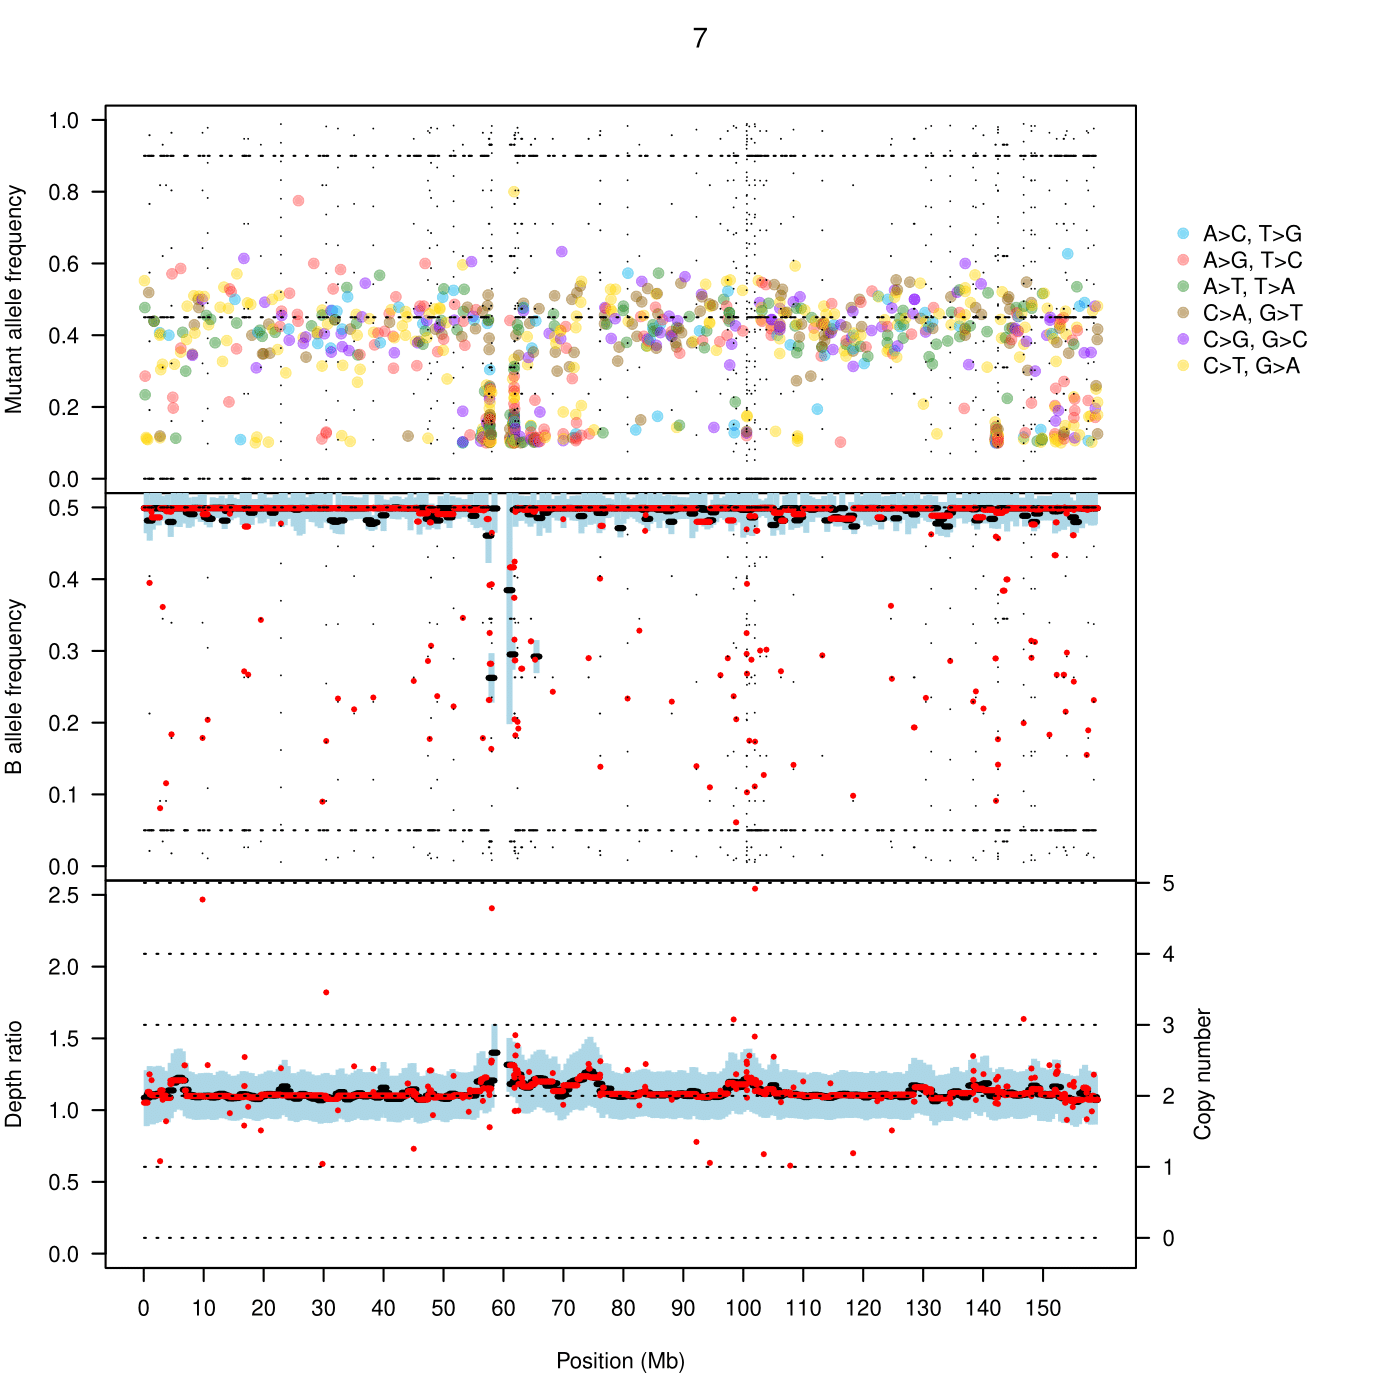 7
1.0
0.8
0.6
0.4
0.2
0.0
Mutant allele frequency
A>C, T>G
A>G, T>C
A>T, T>A
C>A, G>T
C>G, G>C
C>T, G>A
0.5
0.4
0.3
0.2
0.1
0.0
B allele frequency
2.5
2.0
1.5
1.0
0.5
0.0
Depth ratio
5
4
3
2
1
0
Copy number
0 10 20 30 40 50 60 70 80 90 100 110 120 130 140 150
Position (Mb)